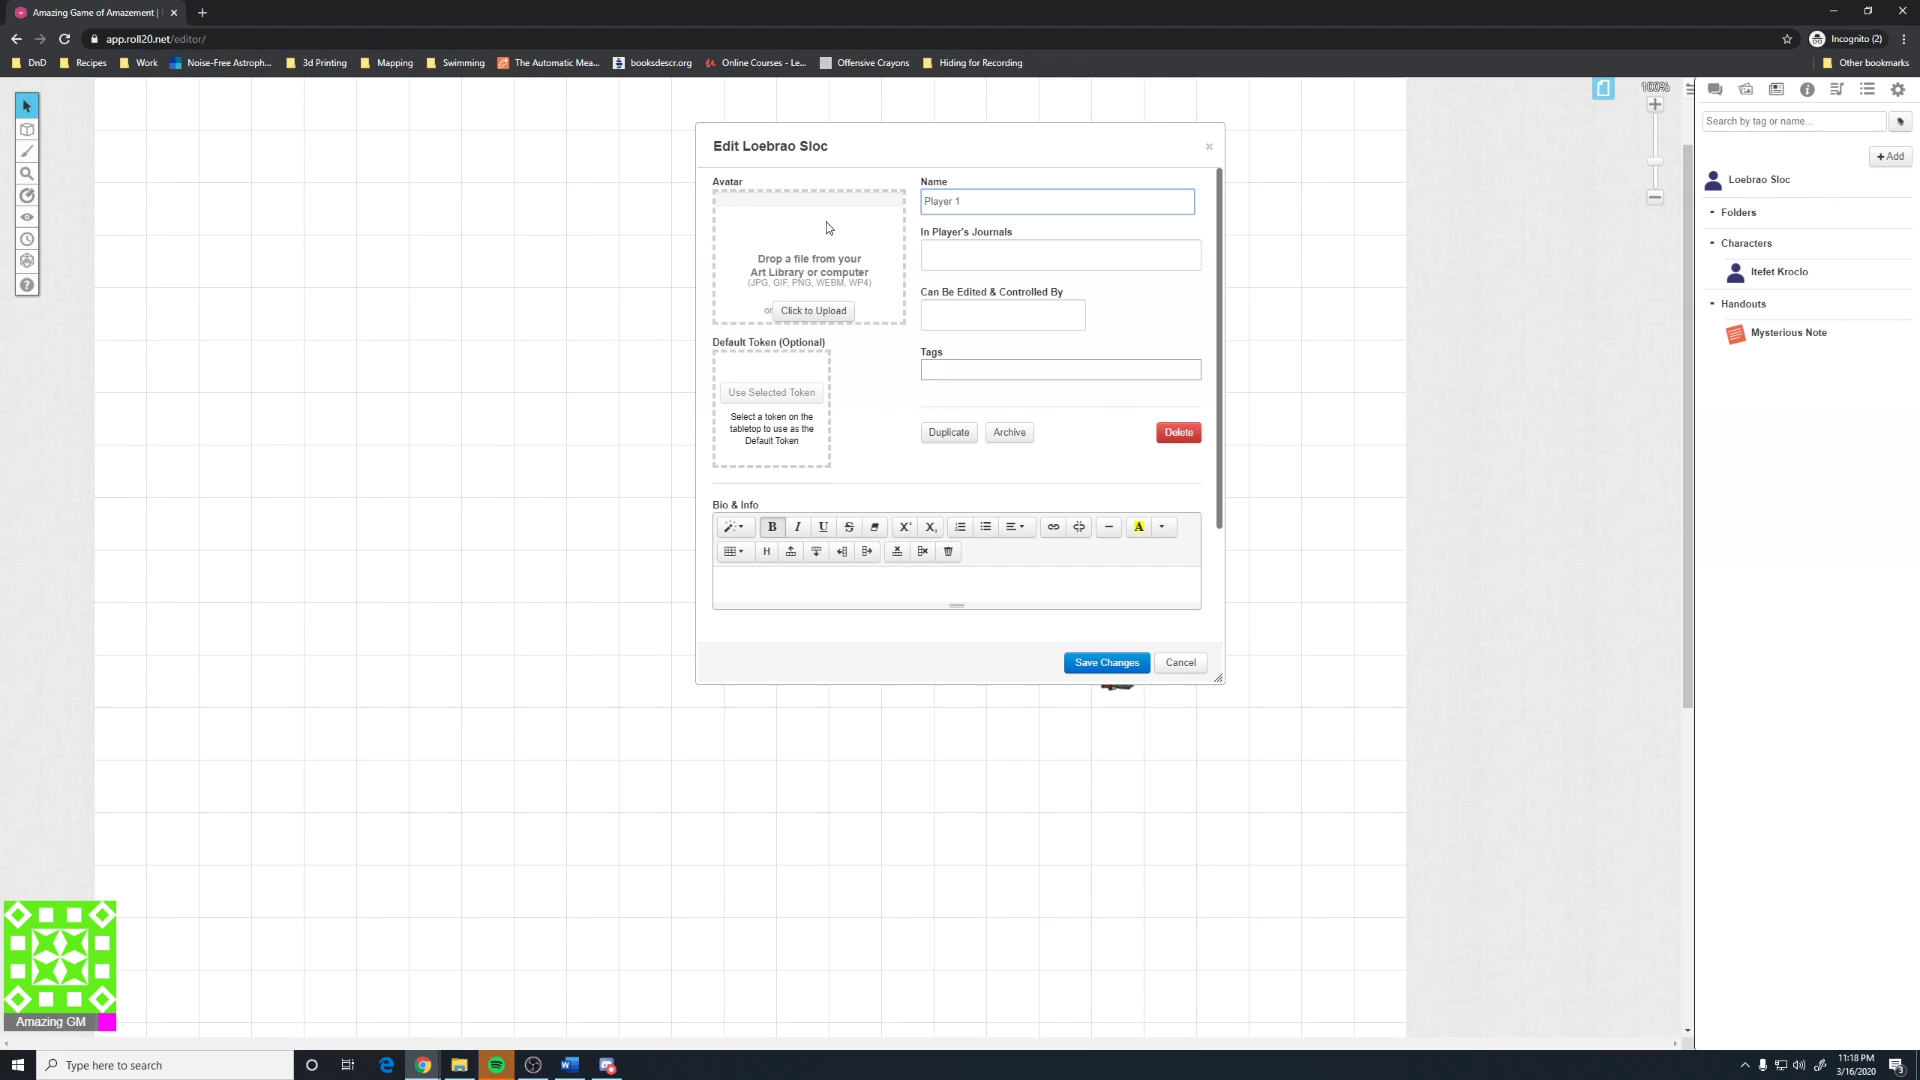 Amazing Game of Amazement |
app.roll20.net/editor/
Incognito (2)
DnD
Recipes
Work
Noise-Free Astroph...
3d Printing
Mapping
Swimming
The Automatic Mea...
booksdescr.org
Online Courses - Le...
Offensive Crayons
Hiding for Recording
Other bookmarks
100%
Search by tag or name...
+ Add
Loebrao Sloc
Folders
Characters
Itefet Kroclo
Handouts
Mysterious Note
Edit Loebrao Sloc
Avatar
Drop a file from your
Art Library or computer
(JPG, GIF, PNG, WEBM, WP4)
or Click to Upload
Default Token (Optional)
Use Selected Token
Select a token on the
tabletop to use as the
Default Token
Name
Player 1
In Player's Journals
Can Be Edited & Controlled By
Tags
Duplicate
Archive
Delete
Bio & Info
B I U S X² X, A
H
Save Changes
Cancel
Amazing GM
Type here to search
11:18 PM
3/16/2020
3